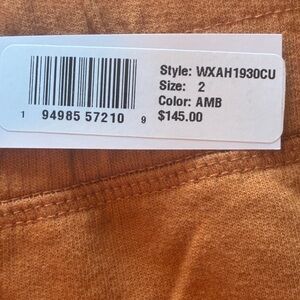 Style: WXAH1930CU
Size: 2
Color: AMB
$145.00
1 94985 57210 9